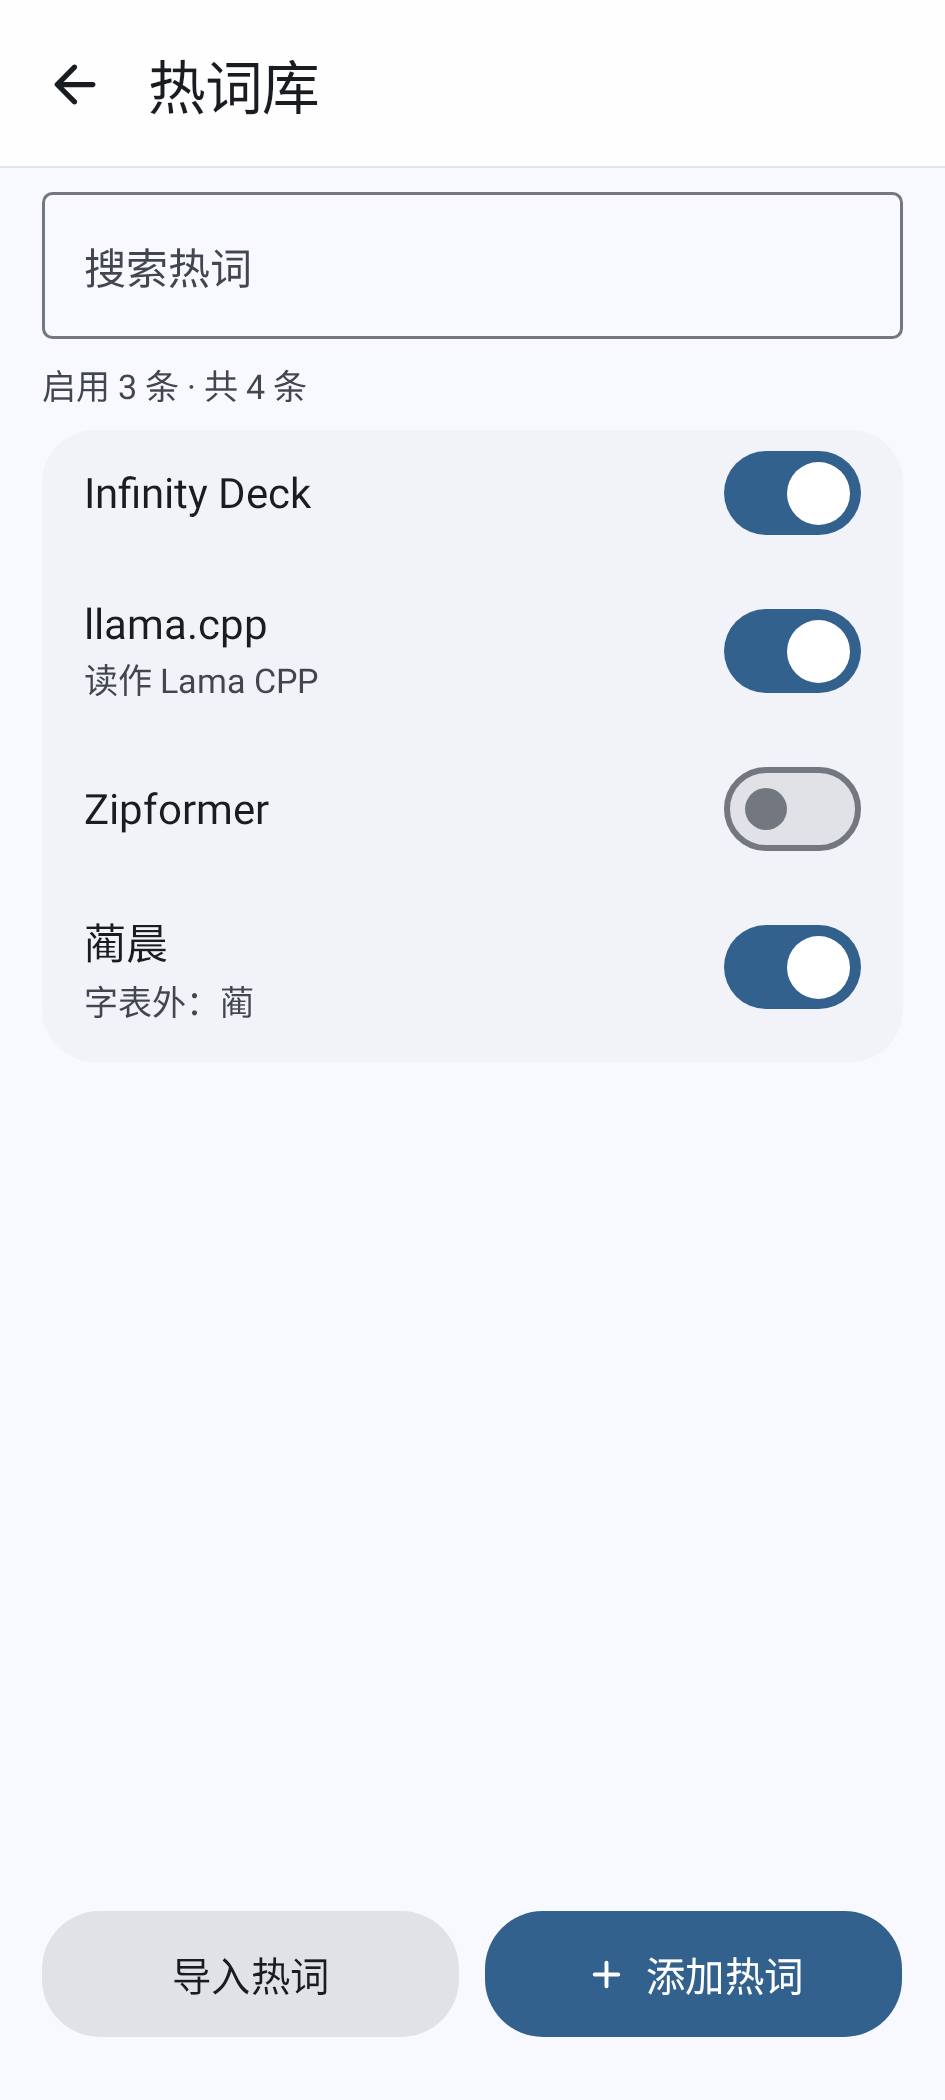 热词库
搜索热词
启用 3 条 · 共 4 条
Infinity Deck
llama.cpp
读作 Lama CPP
Zipformer
蔺晨
字表外：蔺
导入热词
添加热词